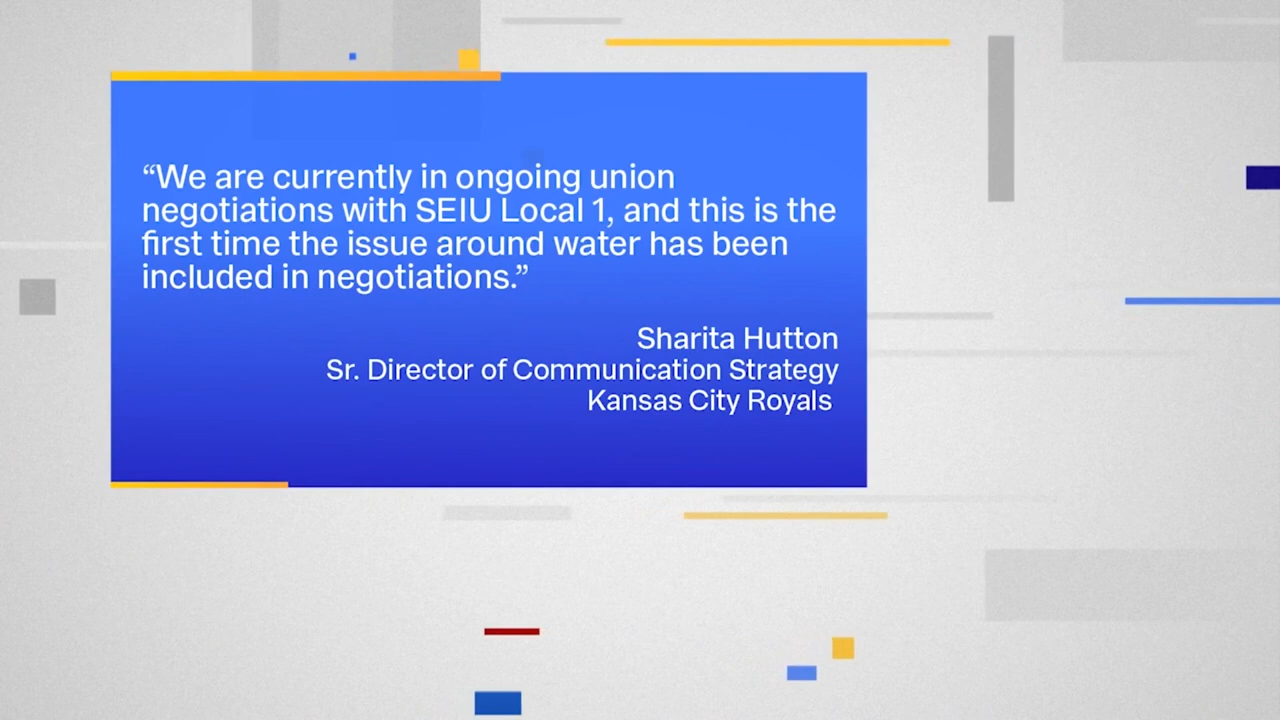 “We are currently in ongoing union
negotiations with SEIU Local 1, and this is the
first time the issue around water has been
included in negotiations.”
Sharita Hutton
Sr. Director of Communication Strategy
Kansas City Royals